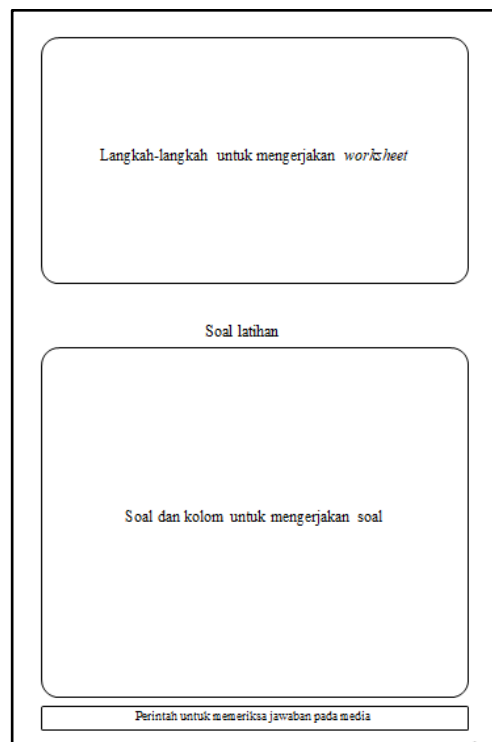 Langkah-langkah untuk mengerjakan worksheet
Soal latihan
Soal dan kolom untuk mengerjakan soal
Perintah untuk memeriksa jawaban pada media